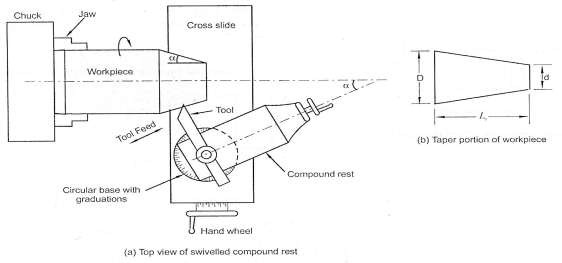 Chuck
Jaw
Cross slide
α
Workpiece
α
Tool
Tool Feed
Compound rest
Circular base with
graduations
Hand wheel
(a) Top view of swivelled compound rest
D
d
L
(b) Taper portion of workpiece